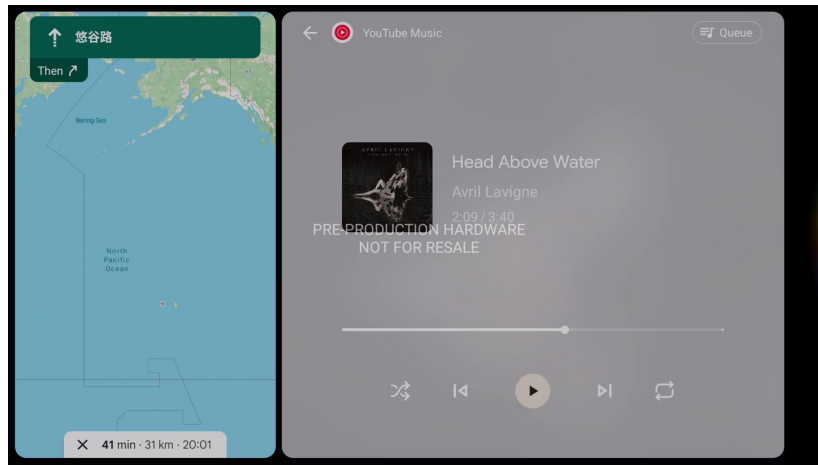 悠谷路
Then
Bering Sea
North
Pacific
Ocean
41 min · 31 km · 20:01
YouTube Music
Queue
AVRIL LAVIGNE
Head Above Water
Avril Lavigne
2:09 / 3:40
PRE-PRODUCTION HARDWARE
NOT FOR RESALE